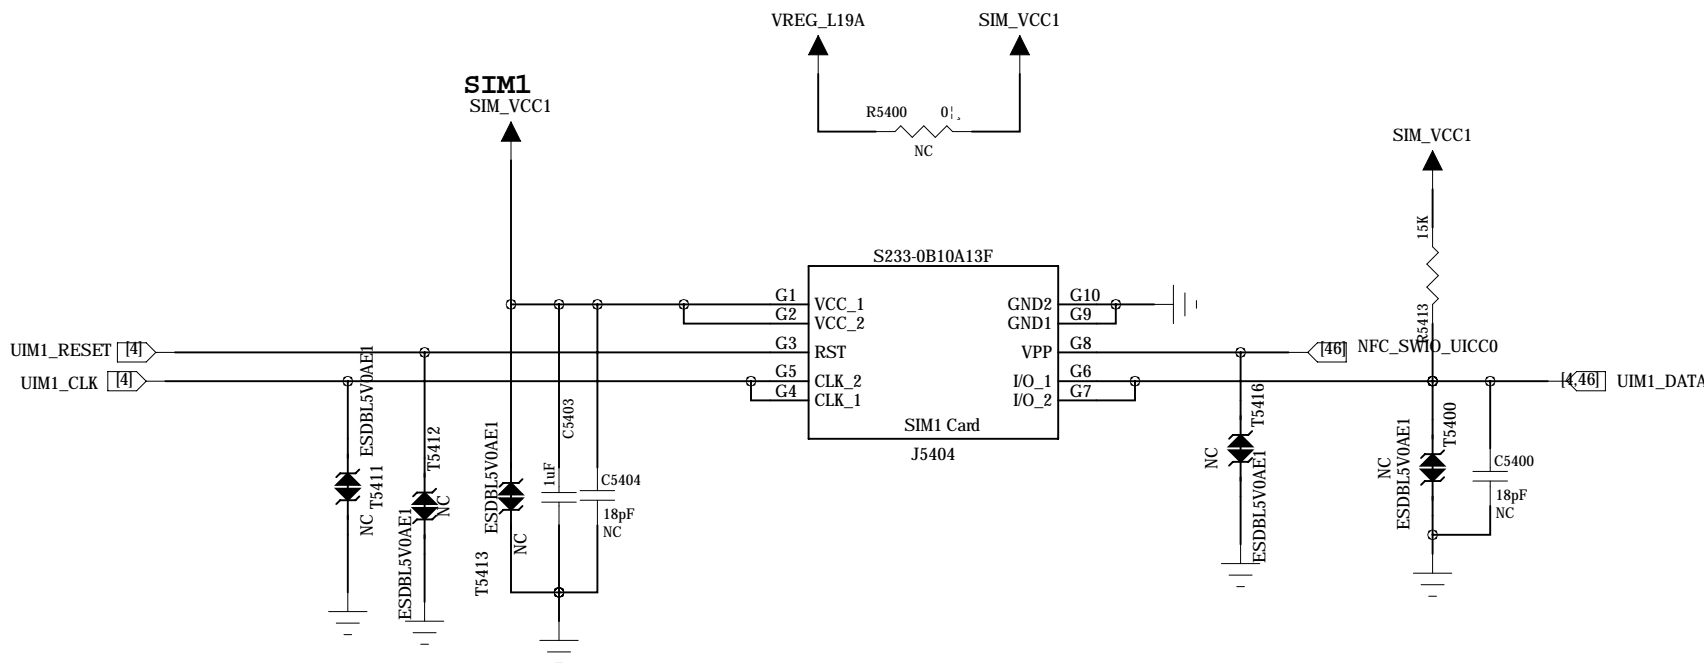 VREG_L19A
SIM_VCC1
SIM1
SIM_VCC1
R5400
0¦¸
NC
SIM_VCC1
15K
R5413
S233-0B10A13F
G1
VCC_1
G2
VCC_2
G3
RST
G5
CLK_2
G4
CLK_1
GND2
G10
GND1
G9
VPP
G8
I/O_1
G6
I/O_2
G7
SIM1 Card
J5404
UIM1_RESET
[4]
UIM1_CLK
[4]
[46]
NFC_SWIO_UICC0
[4,46]
UIM1_DATA
ESDBL5V0AE1
T5411
NC
T5412
NC
ESDBL5V0AE1
ESDBL5V0AE1
NC
T5413
C5403
1uF
C5404
18pF
NC
T5416
NC
ESDBL5V0AE1
T5400
NC
ESDBL5V0AE1
C5400
18pF
NC